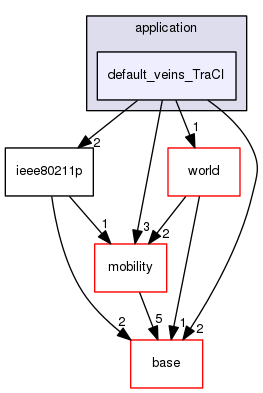 application
default_veins_TraCI
1
2
ieee80211p
world
1
3
2
mobility
5
2
1
2
base